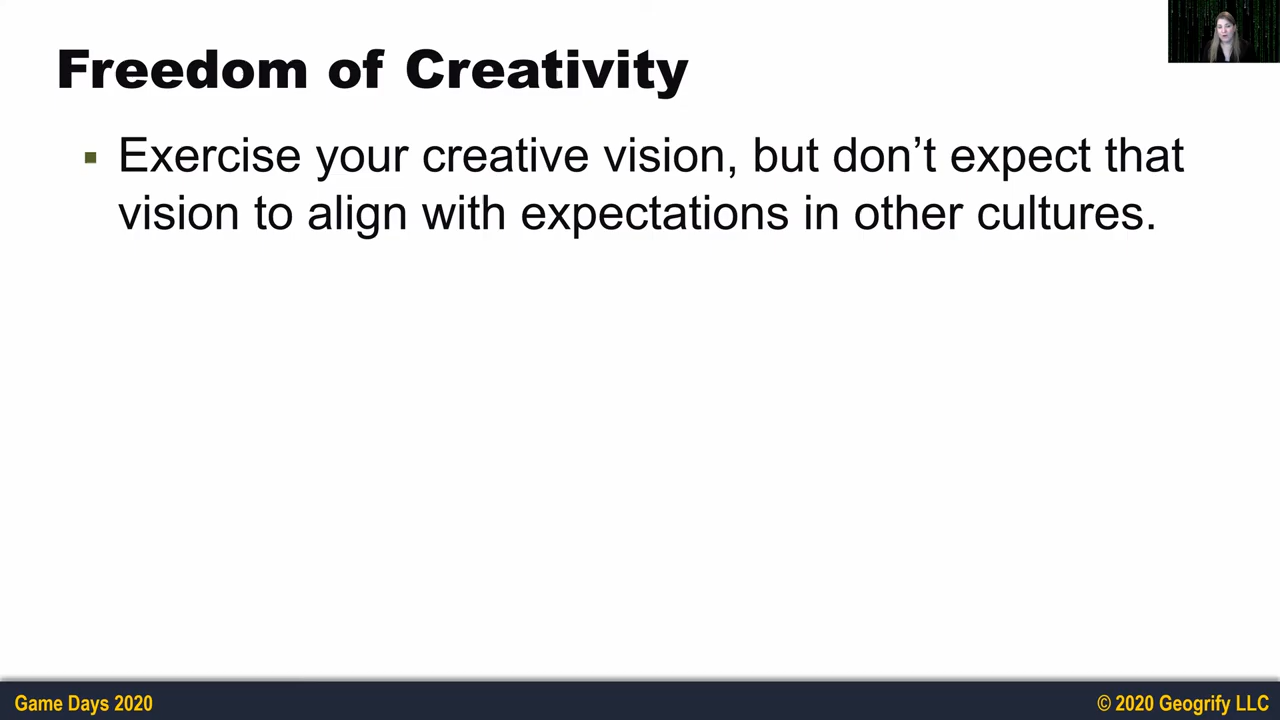 Freedom of Creativity
▪ Exercise your creative vision, but don’t expect that
vision to align with expectations in other cultures.
Game Days 2020
© 2020 Geogrify LLC